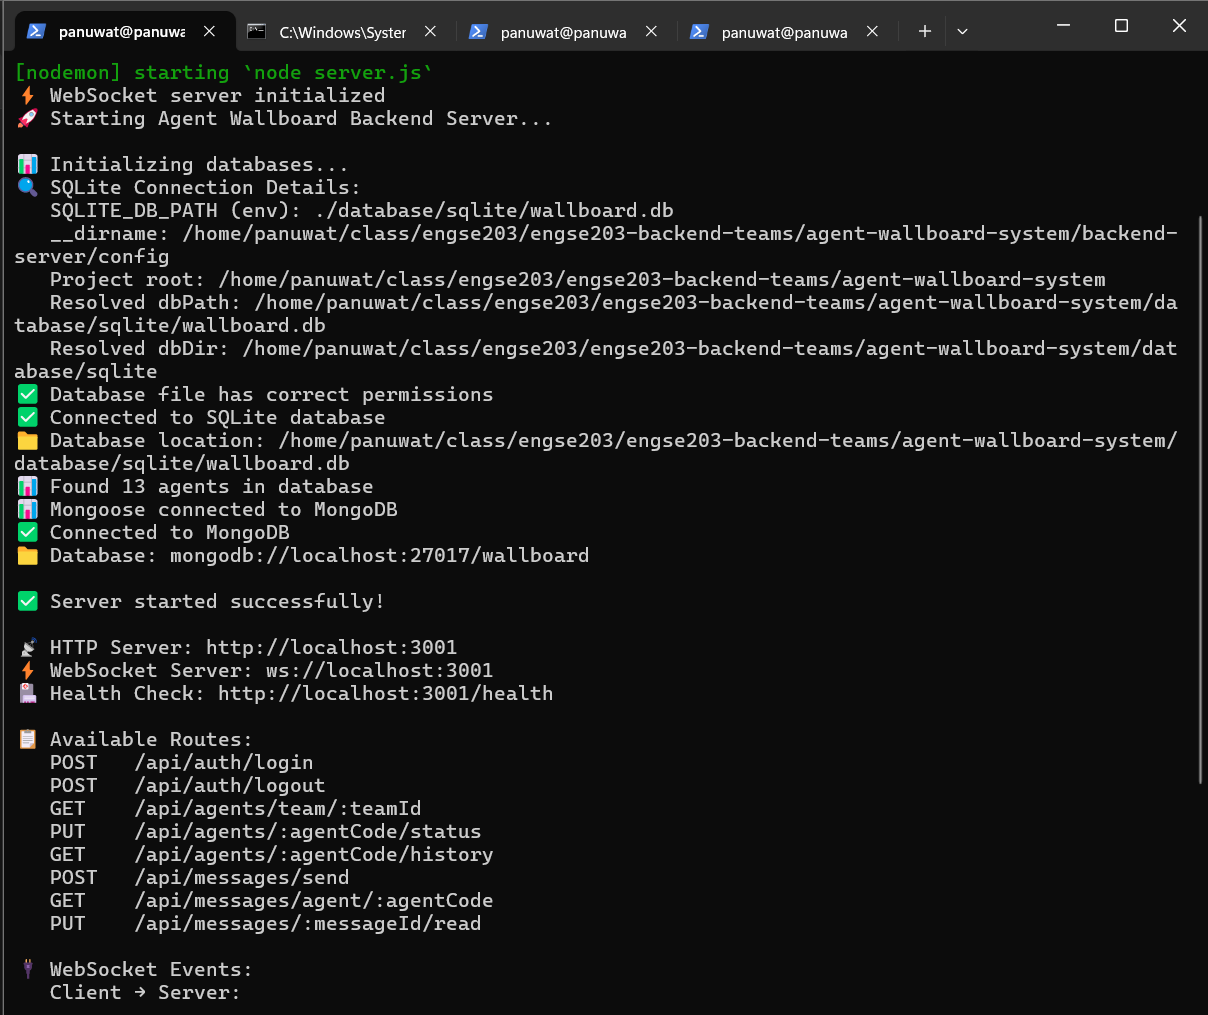 panuwat@panuwa
C:\Windows\Syster
panuwat@panuwa
panuwat@panuwa
[nodemon] starting `node server.js`
⚡ WebSocket server initialized
🚀 Starting Agent Wallboard Backend Server...
📊 Initializing databases...
🔍 SQLite Connection Details:
SQLITE_DB_PATH (env): ./database/sqlite/wallboard.db
__dirname: /home/panuwat/class/engse203/engse203-backend-teams/agent-wallboard-system/backend-
server/config
Project root: /home/panuwat/class/engse203/engse203-backend-teams/agent-wallboard-system
Resolved dbPath: /home/panuwat/class/engse203/engse203-backend-teams/agent-wallboard-system/da
tabase/sqlite/wallboard.db
Resolved dbDir: /home/panuwat/class/engse203/engse203-backend-teams/agent-wallboard-system/dat
abase/sqlite
✅ Database file has correct permissions
✅ Connected to SQLite database
📁 Database location: /home/panuwat/class/engse203/engse203-backend-teams/agent-wallboard-system/
database/sqlite/wallboard.db
📊 Found 13 agents in database
📊 Mongoose connected to MongoDB
✅ Connected to MongoDB
📁 Database: mongodb://localhost:27017/wallboard
✅ Server started successfully!
📡 HTTP Server: http://localhost:3001
⚡ WebSocket Server: ws://localhost:3001
🏥 Health Check: http://localhost:3001/health
📋 Available Routes:
POST /api/auth/login
POST /api/auth/logout
GET /api/agents/team/:teamId
PUT /api/agents/:agentCode/status
GET /api/agents/:agentCode/history
POST /api/messages/send
GET /api/messages/agent/:agentCode
PUT /api/messages/:messageId/read
🔌 WebSocket Events:
Client → Server: